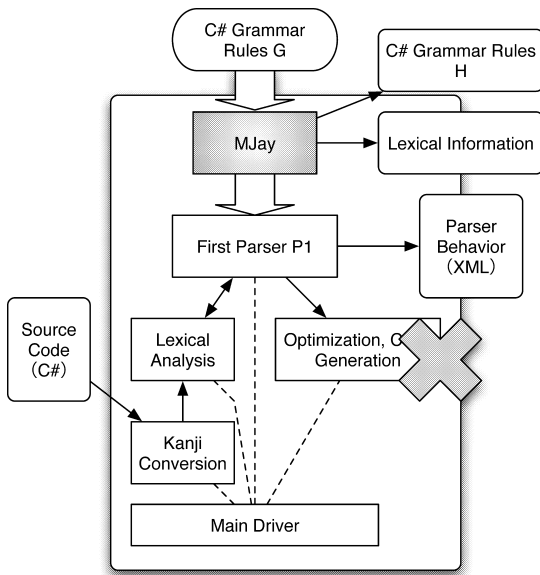 C# Grammar
Rules G
C# Grammar Rules
H
MJay
Lexical Information
First Parser P1
Parser
Behavior
(XML)
Source
Code
(C#)
Lexical
Analysis
Optimization,
Generation
Kanji
Conversion
Main Driver